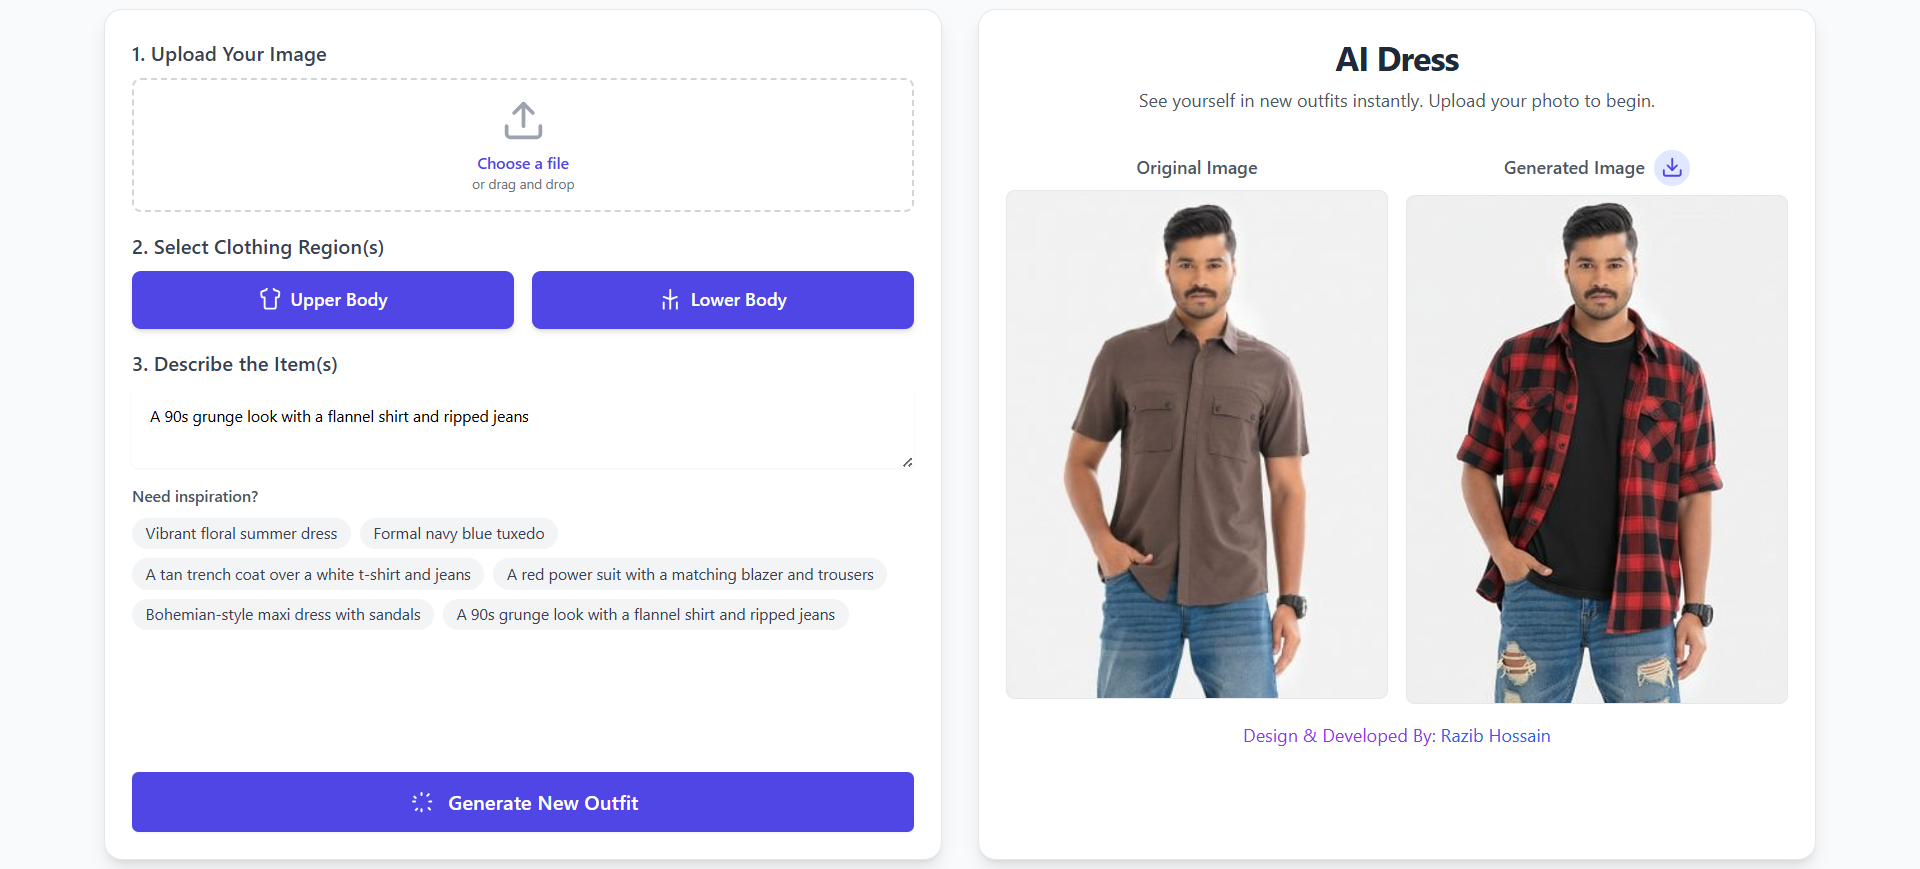 1. Upload Your Image
Choose a file
or drag and drop
2. Select Clothing Region(s)
Upper Body
Lower Body
3. Describe the Item(s)
A 90s grunge look with a flannel shirt and ripped jeans
Need inspiration?
Vibrant floral summer dress
Formal navy blue tuxedo
A tan trench coat over a white t-shirt and jeans
A red power suit with a matching blazer and trousers
Bohemian-style maxi dress with sandals
A 90s grunge look with a flannel shirt and ripped jeans
Generate New Outfit
AI Dress
See yourself in new outfits instantly. Upload your photo to begin.
Original Image
Generated Image
Design & Developed By: Razib Hossain